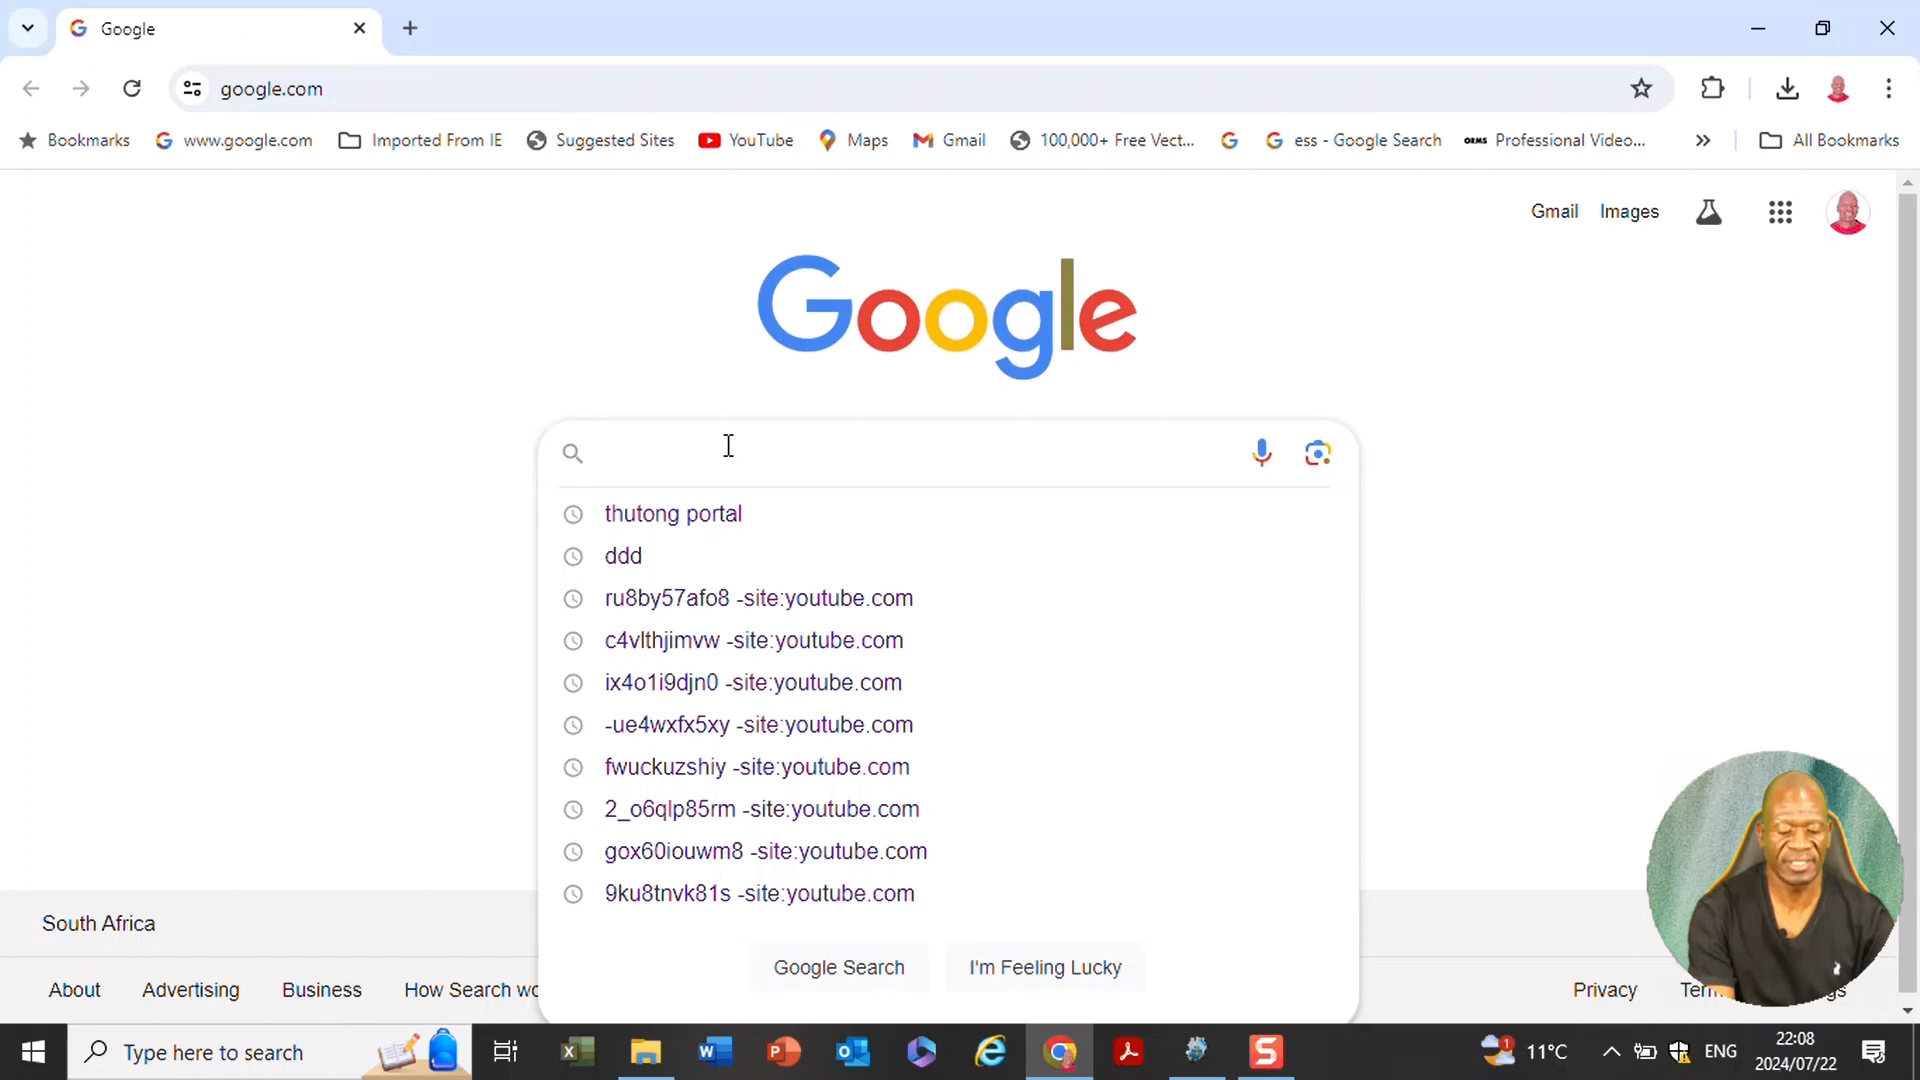 Google
google.com
Bookmarks www.google.com Imported From IE Suggested Sites YouTube Maps Gmail 100,000+ Free Vect... ess - Google Search ORMS Professional Video... All Bookmarks
Gmail Images
Google
thutong portal
ddd
ru8by57afo8 -site:youtube.com
c4vlthjimvw -site:youtube.com
ix4o1i9djn0 -site:youtube.com
-ue4wxfx5xy -site:youtube.com
fwuckuzshiy -site:youtube.com
2_o6qlp85rm -site:youtube.com
gox60iouwm8 -site:youtube.com
9ku8tnvk81s -site:youtube.com
Google Search I'm Feeling Lucky
South Africa
About Advertising Business How Search Privacy
Type here to search 1 11°C ENG 22:08
2024/07/22